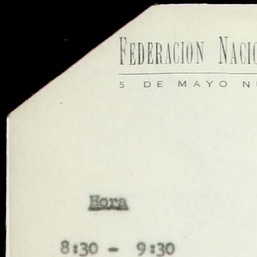 FEDERACION NACIO
5 DE MAYO N
Hora
8:30 - 9:30